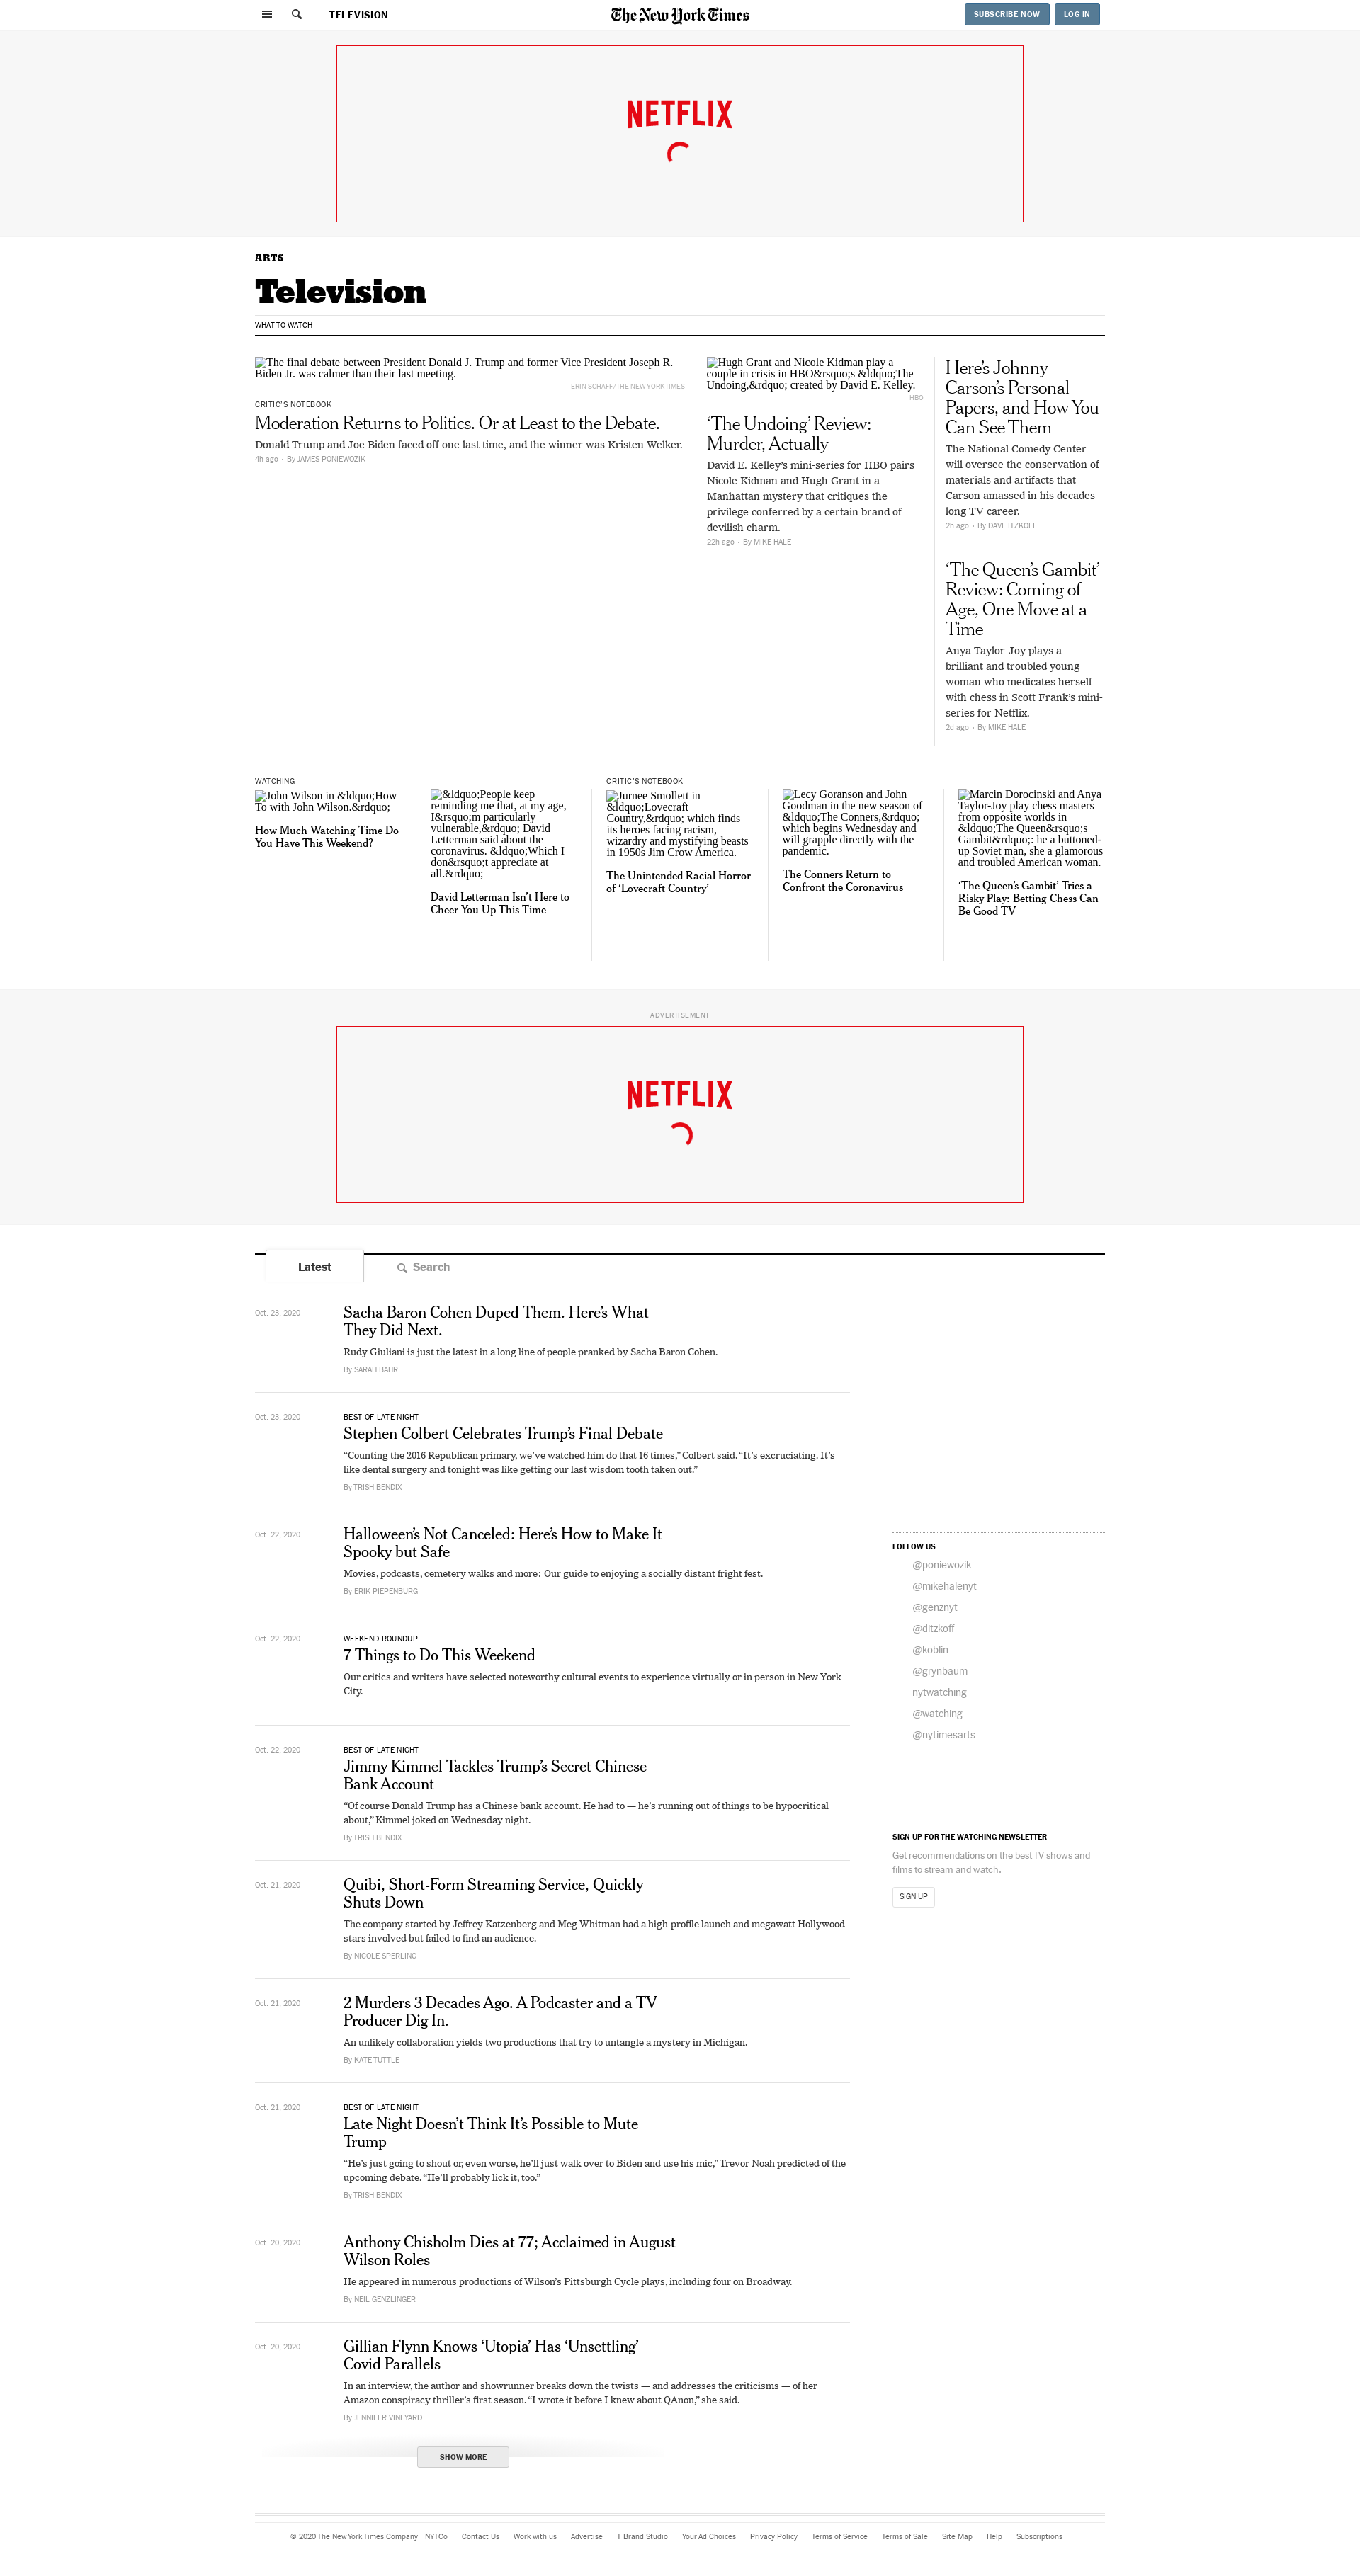 TELEVISION
The New York Times
SUBSCRIBE NOW
LOG IN
NETFLIX
ARTS
Television
WHAT TO WATCH
The final debate between President Donald J. Trump and former Vice President Joseph R.
Biden Jr. was calmer than their last meeting.
ERIN SCHAFF/THE NEW YORK TIMES
CRITIC'S NOTEBOOK
Moderation Returns to Politics. Or at Least to the Debate.
Donald Trump and Joe Biden faced off one last time, and the winner was Kristen Welker.
4h ago • By JAMES PONIEWOZIK
Hugh Grant and Nicole Kidman play a
couple in crisis in HBO&rsquo;s &ldquo;The
Undoing,&rdquo; created by David E. Kelley.
HBO
‘The Undoing’ Review:
Murder, Actually
David E. Kelley’s mini-series for HBO pairs
Nicole Kidman and Hugh Grant in a
Manhattan mystery that critiques the
privilege conferred by a certain brand of
devilish charm.
22h ago • By MIKE HALE
Here’s Johnny
Carson’s Personal
Papers, and How You
Can See Them
The National Comedy Center
will oversee the conservation of
materials and artifacts that
Carson amassed in his decades-
long TV career.
2h ago • By DAVE ITZKOFF
‘The Queen’s Gambit’
Review: Coming of
Age, One Move at a
Time
Anya Taylor-Joy plays a
brilliant and troubled young
woman who medicates herself
with chess in Scott Frank’s mini-
series for Netflix.
2d ago • By MIKE HALE
WATCHING
John Wilson in &ldquo;How
To with John Wilson.&rdquo;
How Much Watching Time Do
You Have This Weekend?
&ldquo;People keep
reminding me that, at my age,
I&rsquo;m particularly
vulnerable,&rdquo; David
Letterman said about the
coronavirus. &ldquo;Which I
don&rsquo;t appreciate at
all.&rdquo;
David Letterman Isn’t Here to
Cheer You Up This Time
CRITIC'S NOTEBOOK
Jurnee Smollett in
&ldquo;Lovecraft
Country,&rdquo; which finds
its heroes facing racism,
wizardry and mystifying beasts
in 1950s Jim Crow America.
The Unintended Racial Horror
of ‘Lovecraft Country’
Lecy Goranson and John
Goodman in the new season of
&ldquo;The Conners,&rdquo;
which begins Wednesday and
will grapple directly with the
pandemic.
The Conners Return to
Confront the Coronavirus
Marcin Dorocinski and Anya
Taylor-Joy play chess masters
from opposite worlds in
&ldquo;The Queen&rsquo;s
Gambit&rdquo;: he a buttoned-
up Soviet man, she a glamorous
and troubled American woman.
‘The Queen’s Gambit’ Tries a
Risky Play: Betting Chess Can
Be Good TV
ADVERTISEMENT
NETFLIX
Latest
Search
Oct. 23, 2020
Sacha Baron Cohen Duped Them. Here’s What
They Did Next.
Rudy Giuliani is just the latest in a long line of people pranked by Sacha Baron Cohen.
By SARAH BAHR
Oct. 23, 2020
BEST OF LATE NIGHT
Stephen Colbert Celebrates Trump’s Final Debate
“Counting the 2016 Republican primary, we’ve watched him do that 16 times,” Colbert said. “It’s excruciating. It’s
like dental surgery and tonight was like getting our last wisdom tooth taken out.”
By TRISH BENDIX
Oct. 22, 2020
Halloween’s Not Canceled: Here’s How to Make It
Spooky but Safe
Movies, podcasts, cemetery walks and more: Our guide to enjoying a socially distant fright fest.
By ERIK PIEPENBURG
Oct. 22, 2020
WEEKEND ROUNDUP
7 Things to Do This Weekend
Our critics and writers have selected noteworthy cultural events to experience virtually or in person in New York
City.
Oct. 22, 2020
BEST OF LATE NIGHT
Jimmy Kimmel Tackles Trump’s Secret Chinese
Bank Account
“Of course Donald Trump has a Chinese bank account. He had to — he’s running out of things to be hypocritical
about,” Kimmel joked on Wednesday night.
By TRISH BENDIX
Oct. 21, 2020
Quibi, Short-Form Streaming Service, Quickly
Shuts Down
The company started by Jeffrey Katzenberg and Meg Whitman had a high-profile launch and megawatt Hollywood
stars involved but failed to find an audience.
By NICOLE SPERLING
Oct. 21, 2020
2 Murders 3 Decades Ago. A Podcaster and a TV
Producer Dig In.
An unlikely collaboration yields two productions that try to untangle a mystery in Michigan.
By KATE TUTTLE
Oct. 21, 2020
BEST OF LATE NIGHT
Late Night Doesn’t Think It’s Possible to Mute
Trump
“He’s just going to shout or, even worse, he’ll just walk over to Biden and use his mic,” Trevor Noah predicted of the
upcoming debate. “He’ll probably lick it, too.”
By TRISH BENDIX
Oct. 20, 2020
Anthony Chisholm Dies at 77; Acclaimed in August
Wilson Roles
He appeared in numerous productions of Wilson’s Pittsburgh Cycle plays, including four on Broadway.
By NEIL GENZLINGER
Oct. 20, 2020
Gillian Flynn Knows ‘Utopia’ Has ‘Unsettling’
Covid Parallels
In an interview, the author and showrunner breaks down the twists — and addresses the criticisms — of her
Amazon conspiracy thriller’s first season. “I wrote it before I knew about QAnon,” she said.
By JENNIFER VINEYARD
SHOW MORE
FOLLOW US
@poniewozik
@mikehalenyt
@genznyt
@ditzkoff
@koblin
@grynbaum
nytwatching
@watching
@nytimesarts
SIGN UP FOR THE WATCHING NEWSLETTER
Get recommendations on the best TV shows and
films to stream and watch.
SIGN UP
© 2020 The New York Times Company NYTCo Contact Us Work with us Advertise T Brand Studio Your Ad Choices Privacy Policy Terms of Service Terms of Sale Site Map Help Subscriptions